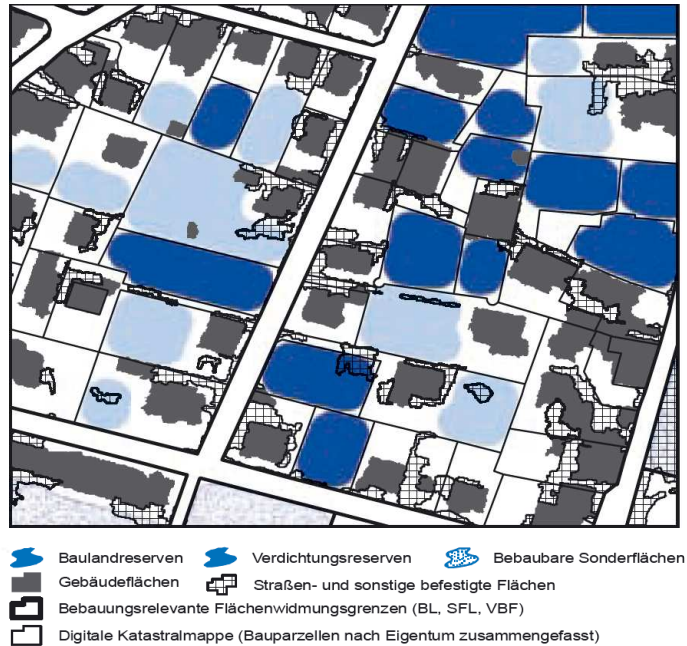 Baulandreserven Verdichtungsreserven Bebaubare Sonderflächen
Gebäudeflächen Straßen- und sonstige befestigte Flächen
Bebauungsrelevante Flächenwidmungsgrenzen (BL, SFL, VBF)
Digitale Katastralmappe (Bauparzellen nach Eigentum zusammengefasst)